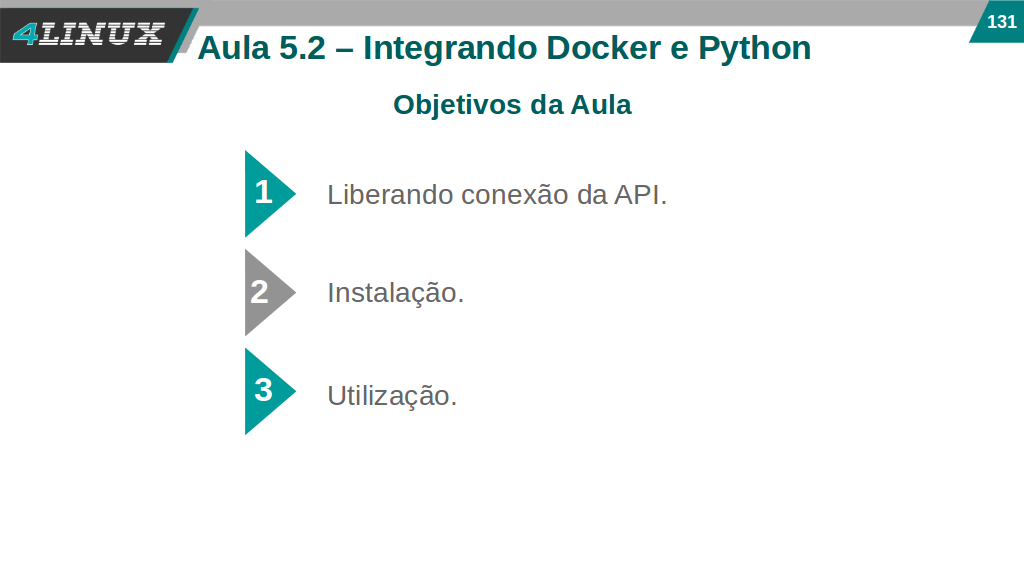 4LINUX
131
Aula 5.2 – Integrando Docker e Python
Objetivos da Aula
1 Liberando conexão da API.
2 Instalação.
3 Utilização.